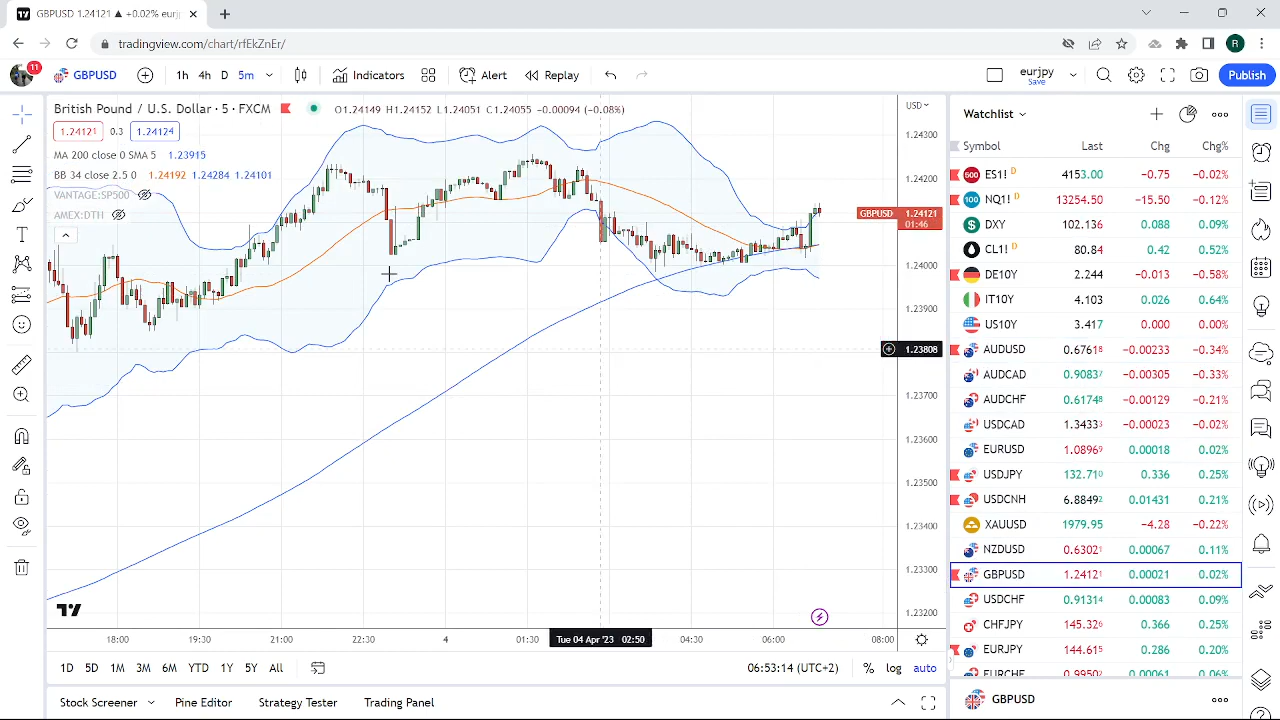 GBPUSD 1.24121 ▲ +0.02% eurj
tradingview.com/chart/rfEkZnEr/
R
11
GBPUSD 1h 4h D 5m Indicators Alert Replay eurjpy Save Publish
British Pound / U.S. Dollar · 5 · FXCM O1.24149 H1.24152 L1.24051 C1.24055 −0.00094 (−0.08%)
1.24121 0.3 1.24124
MA 200 close 0 SMA 5 1.23915
BB 34 close 2.5 0 1.24192 1.24284 1.24101
VANTAGE:SP500
AMEX:DTH
USD
1.24300
1.24200
GBPUSD 1.24121
01:46
1.24000
1.23900
1.23808
1.23700
1.23600
1.23500
1.23400
1.23300
1.23200
18:00 19:30 21:00 22:30 4 01:30 Tue 04 Apr '23 02:50 04:30 06:00 08:00
1D 5D 1M 3M 6M YTD 1Y 5Y All 06:53:14 (UTC+2) % log auto
Stock Screener Pine Editor Strategy Tester Trading Panel
Watchlist
Symbol Last Chg Chg%
500 ES1! D 4153.00 −0.75 −0.02%
100 NQ1! D 13254.50 −15.50 −0.12%
DXY 102.136 0.088 0.09%
CL1! D 80.84 0.42 0.52%
DE10Y 2.244 −0.013 −0.58%
IT10Y 4.103 0.026 0.64%
US10Y 3.417 0.000 0.00%
AUDUSD 0.67618 −0.00233 −0.34%
AUDCAD 0.90837 −0.00305 −0.33%
AUDCHF 0.61748 −0.00129 −0.21%
USDCAD 1.34333 −0.00023 −0.02%
EURUSD 1.08969 0.00018 0.02%
USDJPY 132.710 0.336 0.25%
USDCNH 6.88492 0.01431 0.21%
XAUUSD 1979.95 −4.28 −0.22%
NZDUSD 0.63021 0.00067 0.11%
GBPUSD 1.24121 0.00021 0.02%
USDCHF 0.91314 0.00083 0.09%
CHFJPY 145.326 0.366 0.25%
EURJPY 144.615 0.286 0.20%
EURCHF 0.99502 0.00061 0.06%
GBPUSD